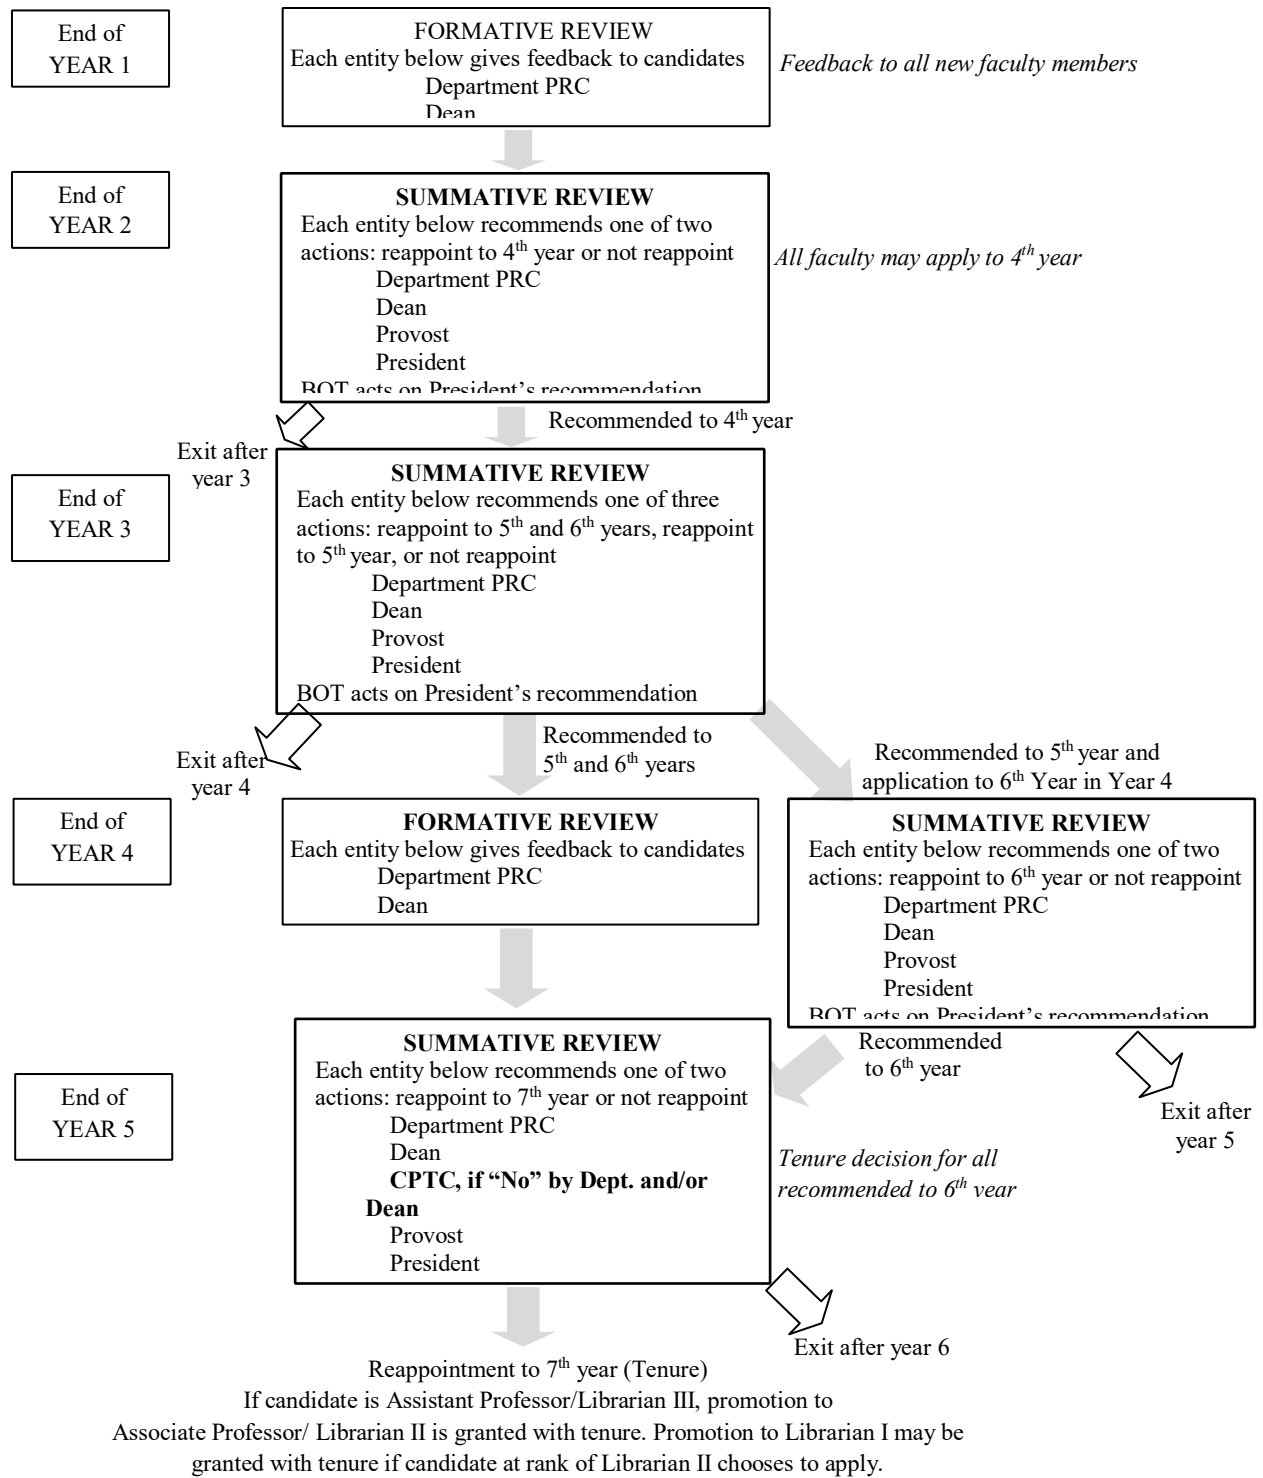 End of
YEAR 1
FORMATIVE REVIEW
Each entity below gives feedback to candidates
Department PRC
Dean
Feedback to all new faculty members
End of
YEAR 2
SUMMATIVE REVIEW
Each entity below recommends one of two
actions: reappoint to 4th year or not reappoint
Department PRC
Dean
Provost
President
BOT acts on President’s recommendation
All faculty may apply to 4th year
Exit after
year 3
Recommended to 4th year
End of
YEAR 3
SUMMATIVE REVIEW
Each entity below recommends one of three
actions: reappoint to 5th and 6th years, reappoint
to 5th year, or not reappoint
Department PRC
Dean
Provost
President
BOT acts on President’s recommendation
Exit after
year 4
Recommended to
5th and 6th years
Recommended to 5th year and
application to 6th Year in Year 4
End of
YEAR 4
FORMATIVE REVIEW
Each entity below gives feedback to candidates
Department PRC
Dean
SUMMATIVE REVIEW
Each entity below recommends one of two
actions: reappoint to 6th year or not reappoint
Department PRC
Dean
Provost
President
BOT acts on President’s recommendation
Recommended
to 6th year
Exit after
year 5
End of
YEAR 5
SUMMATIVE REVIEW
Each entity below recommends one of two
actions: reappoint to 7th year or not reappoint
Department PRC
Dean
CPTC, if “No” by Dept. and/or
Dean
Provost
President
Tenure decision for all
recommended to 6th year
Exit after year 6
Reappointment to 7th year (Tenure)
If candidate is Assistant Professor/Librarian III, promotion to
Associate Professor/ Librarian II is granted with tenure. Promotion to Librarian I may be
granted with tenure if candidate at rank of Librarian II chooses to apply.